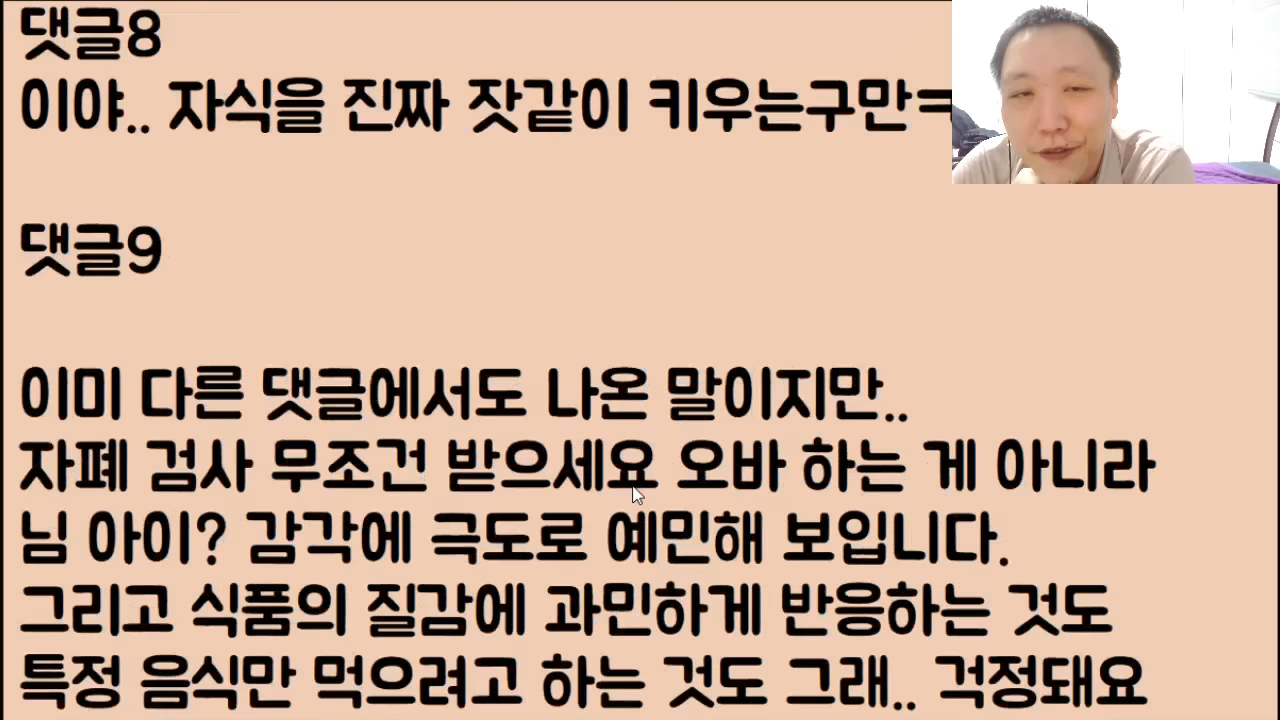 댓글8
이야.. 자식을 진짜 잣같이 키우는구만ㅋ
댓글9
이미 다른 댓글에서도 나온 말이지만..
자폐 검사 무조건 받으세요 오바 하는 게 아니라
님 아이? 감각에 극도로 예민해 보입니다.
그리고 식품의 질감에 과민하게 반응하는 것도
특정 음식만 먹으려고 하는 것도 그래.. 걱정돼요